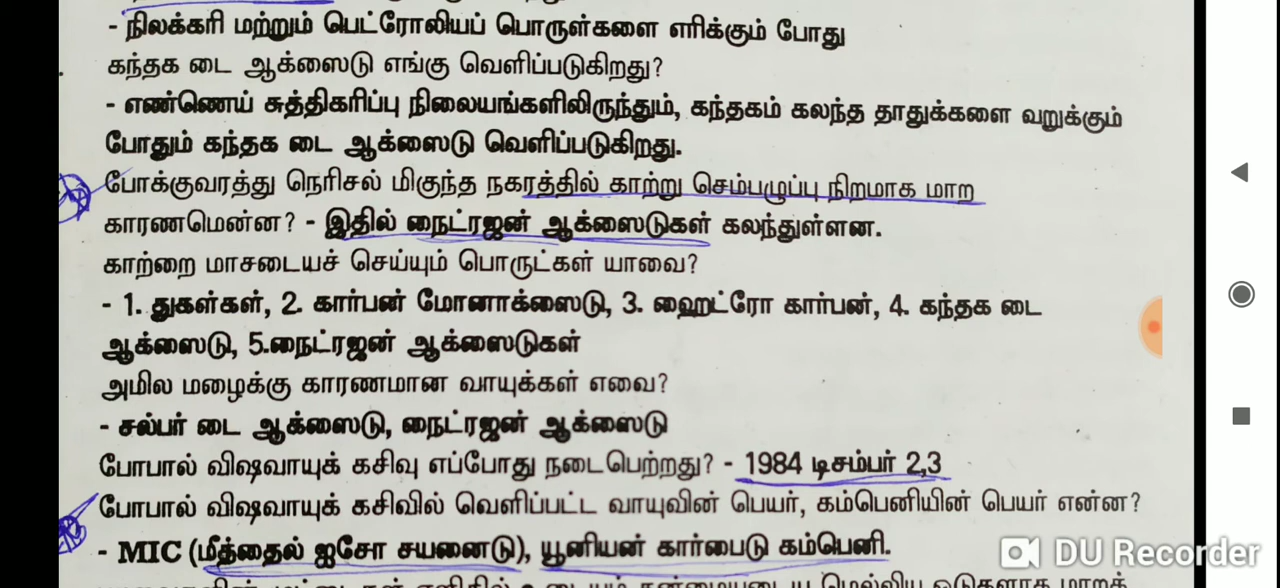 - நிலக்கரி மற்றும் பெட்ரோலியப் பொருள்களை எரிக்கும் போது
கந்தக டை ஆக்ஸைடு எங்கு வெளிப்படுகிறது?
- எண்ணெய் சுத்திகரிப்பு நிலையங்களிலிருந்தும், கந்தகம் கலந்த தாதுக்களை வறுக்கும்
போதும் கந்தக டை ஆக்ஸைடு வெளிப்படுகிறது.
போக்குவரத்து நெரிசல் மிகுந்த நகரத்தில் காற்று செம்பழுப்பு நிறமாக மாற
காரணமென்ன? - இதில் நைட்ரஜன் ஆக்ஸைடுகள் கலந்துள்ளன.
காற்றை மாசடையச் செய்யும் பொருட்கள் யாவை?
- 1. துகள்கள், 2. கார்பன் மோனாக்ஸைடு, 3. ஹைட்ரோ கார்பன், 4. கந்தக டை
ஆக்ஸைடு, 5.நைட்ரஜன் ஆக்ஸைடுகள்
அமில மழைக்கு காரணமான வாயுக்கள் எவை?
- சல்பர் டை ஆக்ஸைடு, நைட்ரஜன் ஆக்ஸைடு
போபால் விஷவாயுக் கசிவு எப்போது நடைபெற்றது? - 1984 டிசம்பர் 2,3
போபால் விஷவாயுக் கசிவில் வெளிப்பட்ட வாயுவின் பெயர், கம்பெனியின் பெயர் என்ன?
- MIC (மீத்தைல் ஐசோ சயனைடு), யூனியன் கார்பைடு கம்பெனி.
DU Recorder